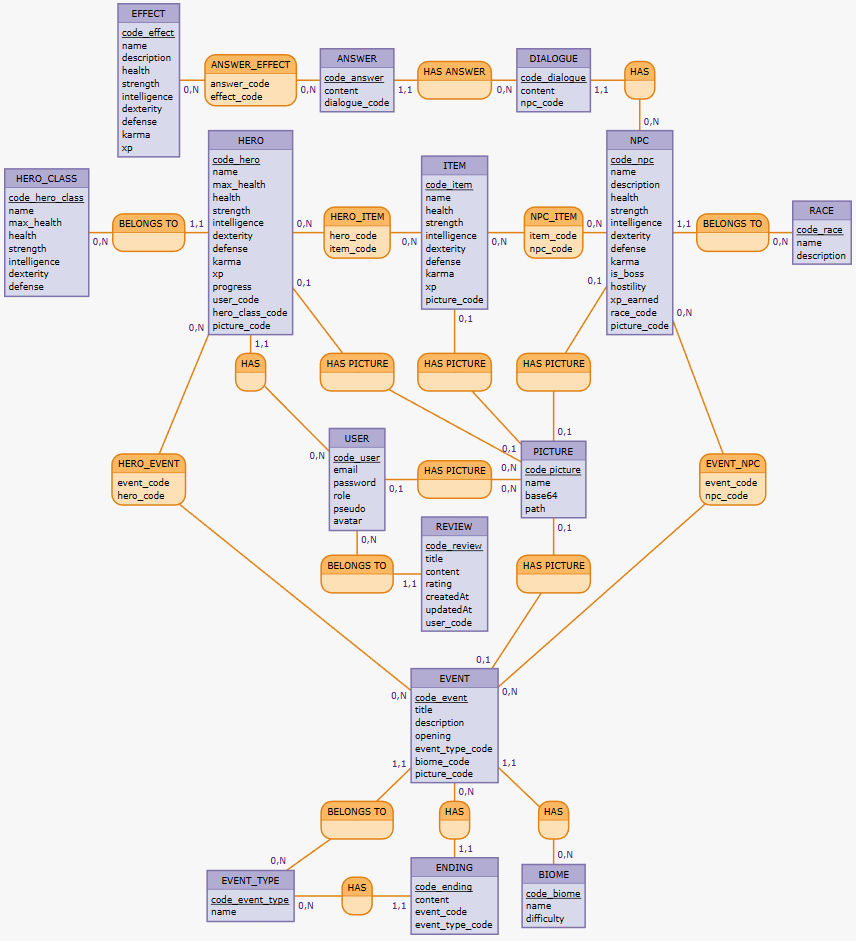 EFFECT
code_effect
name
description
health
strength
intelligence
dexterity
defense
karma
xp
0,N
ANSWER_EFFECT
answer_code
effect_code
0,N
ANSWER
code_answer
content
dialogue_code
1,1
HAS ANSWER
0,N
DIALOGUE
code_dialogue
content
npc_code
1,1
HAS
0,N
HERO_CLASS
code_hero_class
name
max_health
health
strength
intelligence
dexterity
defense
0,N
BELONGS TO
1,1
HERO
code_hero
name
max_health
health
strength
intelligence
dexterity
defense
karma
xp
progress
user_code
hero_class_code
picture_code
0,N
HERO_ITEM
hero_code
item_code
0,N
ITEM
code_item
name
health
strength
intelligence
dexterity
defense
karma
xp
picture_code
0,N
NPC_ITEM
item_code
npc_code
0,N
NPC
code_npc
name
description
health
strength
intelligence
dexterity
defense
karma
is_boss
hostility
xp_earned
race_code
picture_code
1,1
BELONGS TO
0,N
RACE
code_race
name
description
0,1
0,1
0,1
0,N
0,N
1,1
HAS
HAS PICTURE
HAS PICTURE
HAS PICTURE
0,N
USER
code_user
email
password
role
pseudo
avatar
0,1
HAS PICTURE
0,1
0,N
0,N
0,1
PICTURE
code_picture
name
base64
path
HERO_EVENT
event_code
hero_code
EVENT_NPC
event_code
npc_code
0,N
BELONGS TO
1,1
REVIEW
code_review
title
content
rating
createdAt
updatedAt
user_code
0,1
HAS PICTURE
0,1
0,N
EVENT
code_event
title
description
opening
event_type_code
biome_code
picture_code
0,N
1,1
0,N
1,1
BELONGS TO
HAS
HAS
0,N
1,1
0,N
EVENT_TYPE
code_event_type
name
0,N
HAS
1,1
ENDING
code_ending
content
event_code
event_type_code
BIOME
code_biome
name
difficulty